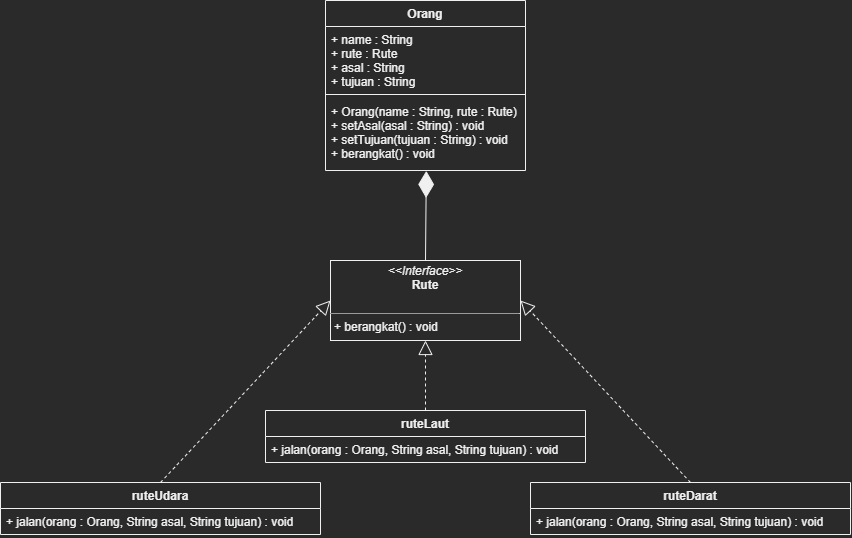 Orang
+ name : String
+ rute : Rute
+ asal : String
+ tujuan : String
+ Orang(name : String, rute : Rute)
+ setAsal(asal : String) : void
+ setTujuan(tujuan : String) : void
+ berangkat() : void
<<Interface>>
Rute
+ berangkat() : void
ruteLaut
+ jalan(orang : Orang, String asal, String tujuan) : void
ruteUdara
+ jalan(orang : Orang, String asal, String tujuan) : void
ruteDarat
+ jalan(orang : Orang, String asal, String tujuan) : void